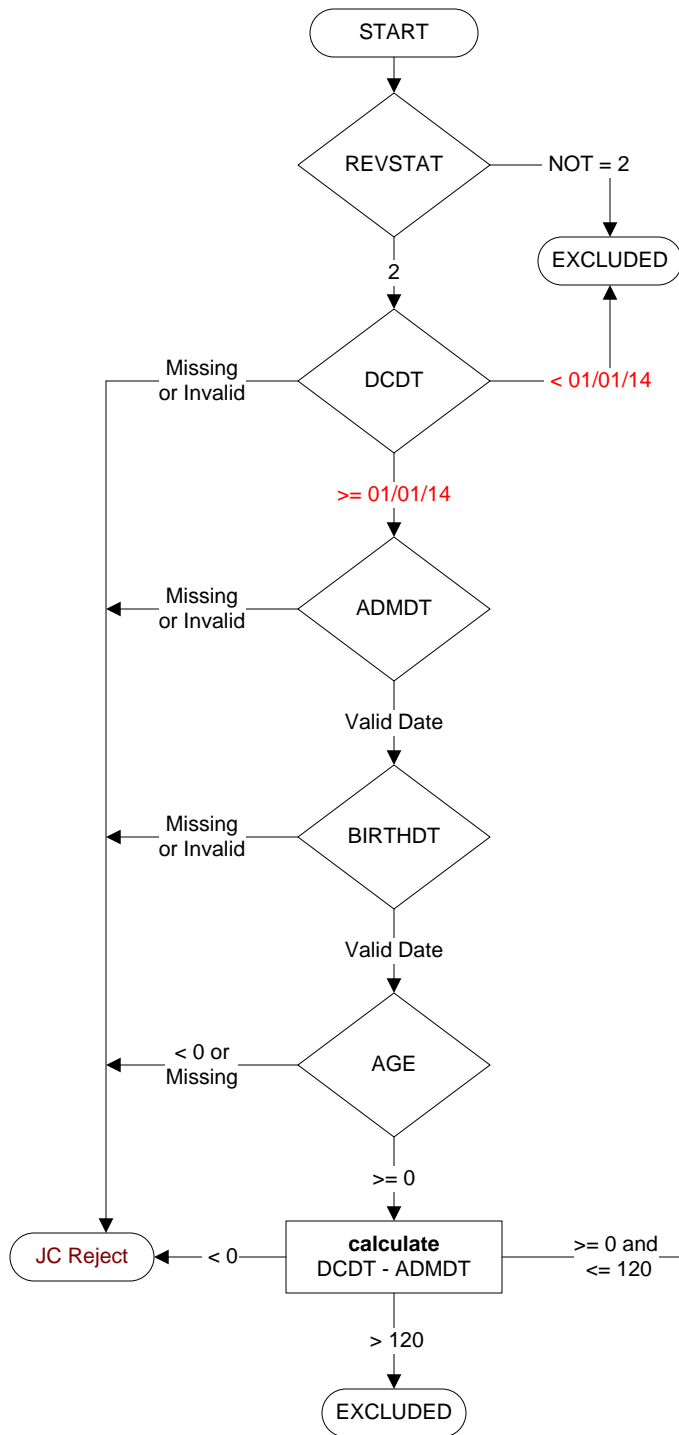 START
REVSTAT
NOT = 2
EXCLUDED
2
Missing
or Invalid
DCDT
< 01/01/14
>= 01/01/14
Missing
or Invalid
ADMDT
Valid Date
Missing
or Invalid
BIRTHDT
Valid Date
< 0 or
Missing
AGE
>= 0
JC Reject
< 0
calculate
DCDT - ADMDT
>= 0 and
<= 120
> 120
EXCLUDED